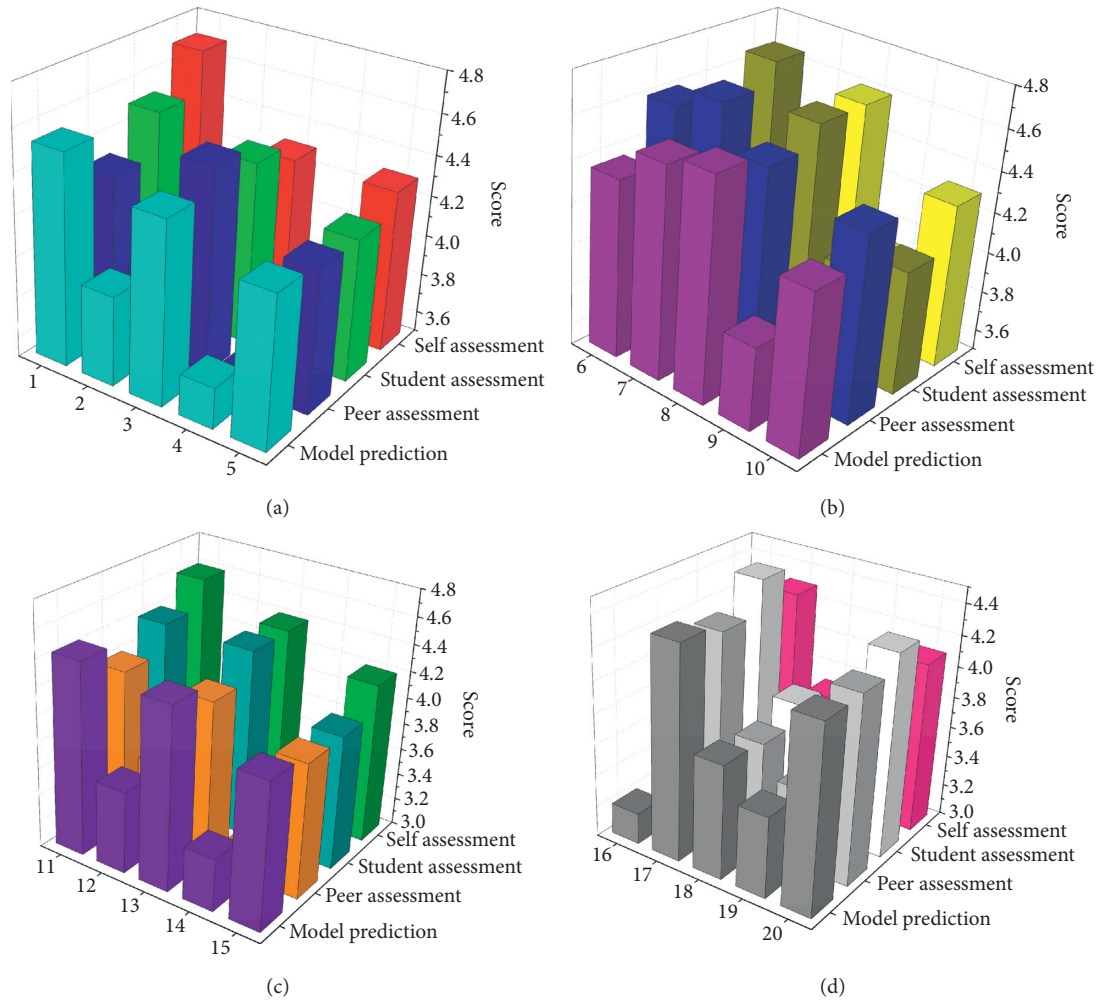 4.8
4.6
4.4
4.2
4.0
3.8
3.6
Score
Self assessment
Student assessment
Peer assessment
Model prediction
1
2
3
4
5
(a)
4.8
4.6
4.4
4.2
4.0
3.8
3.6
Score
Self assessment
Student assessment
Peer assessment
Model prediction
6
7
8
9
10
(b)
4.8
4.6
4.4
4.2
4.0
3.8
3.6
3.4
3.2
3.0
Score
Self assessment
Student assessment
Peer assessment
Model prediction
11
12
13
14
15
(c)
4.4
4.2
4.0
3.8
3.6
3.4
3.2
3.0
Score
Self assessment
Student assessment
Peer assessment
Model prediction
16
17
18
19
20
(d)